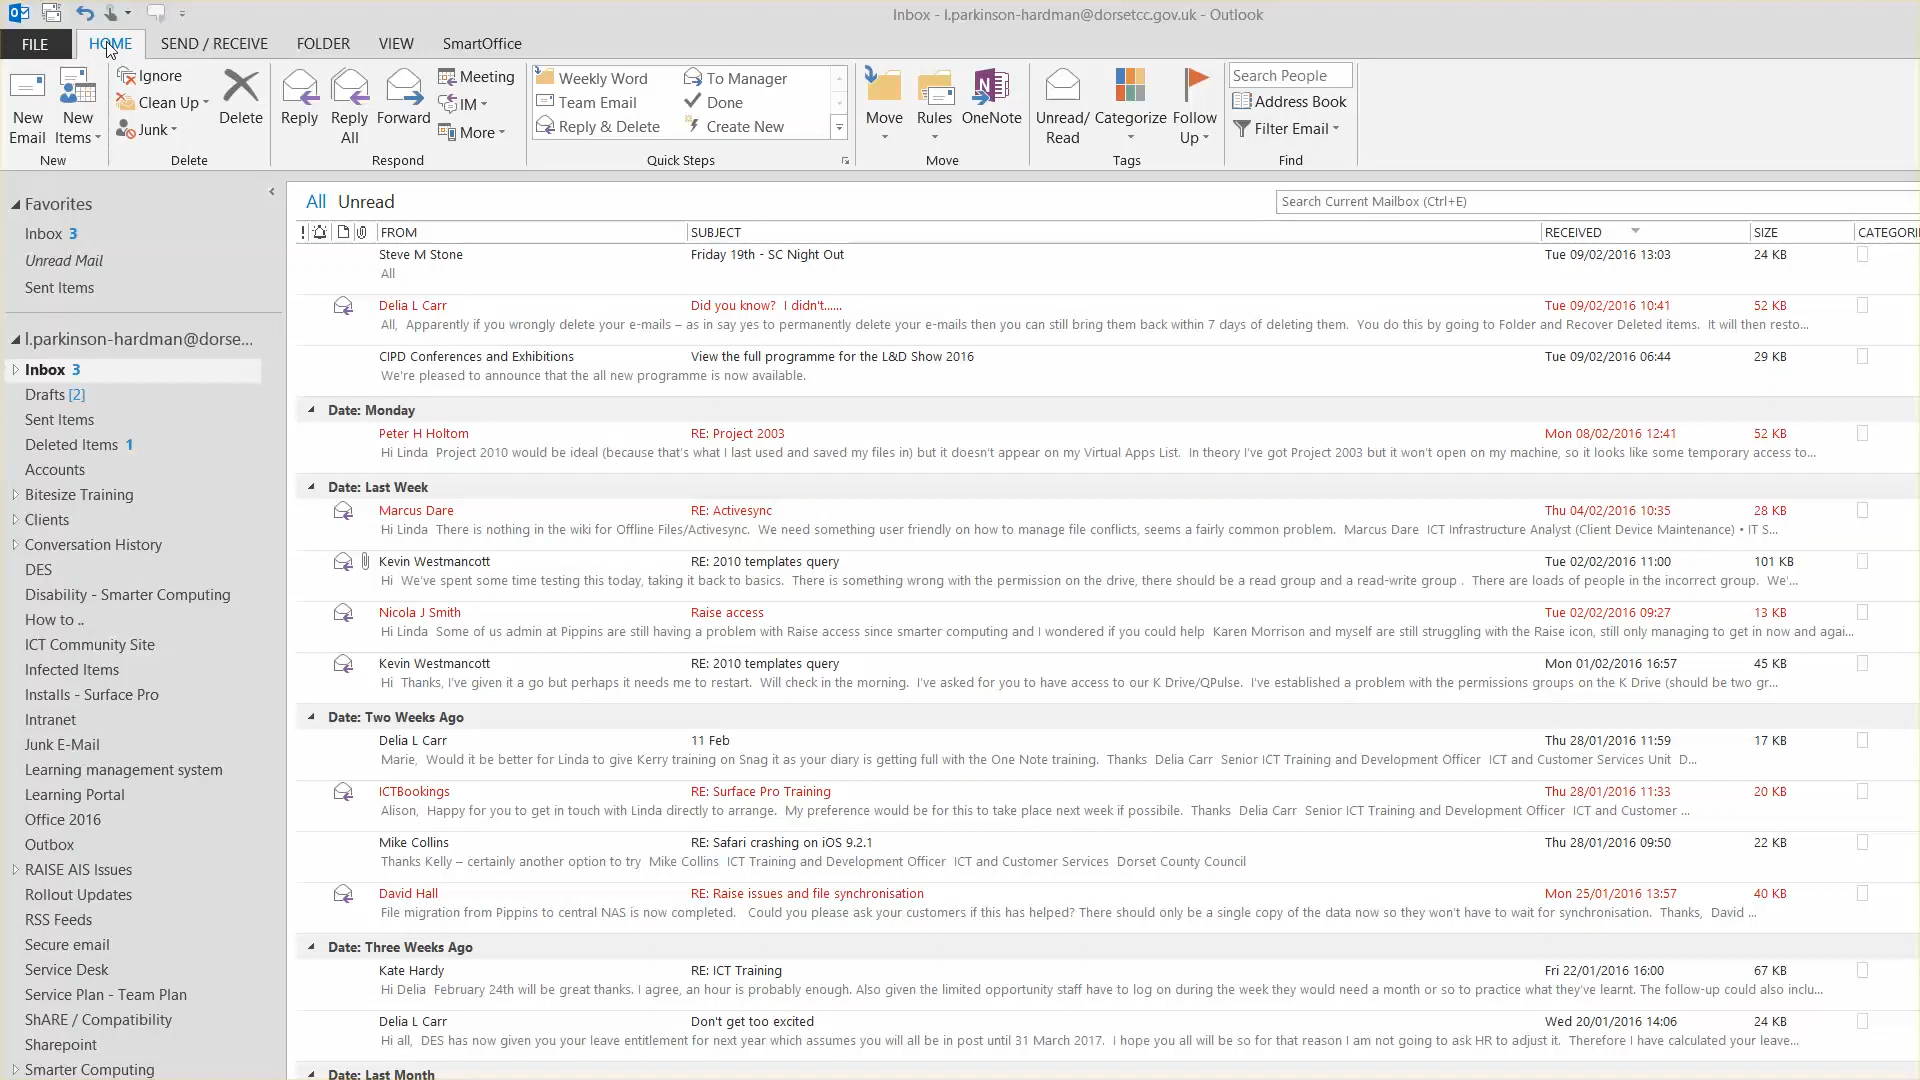 Inbox - l.parkinson-hardman@dorsetcc.gov.uk - Outlook
FILE HOME SEND / RECEIVE FOLDER VIEW SmartOffice
New Email
New Items
New
Ignore
Clean Up
Junk
Delete
Delete
Reply
Reply All
Forward
Meeting
IM
More
Respond
Weekly Word
Team Email
Reply & Delete
To Manager
Done
Create New
Quick Steps
Move
Rules
OneNote
Move
Unread/ Read
Categorize
Follow Up
Tags
Search People
Address Book
Filter Email
Find
Favorites
Inbox 3
Unread Mail
Sent Items
l.parkinson-hardman@dorse...
Inbox 3
Drafts [2]
Sent Items
Deleted Items 1
Accounts
Bitesize Training
Clients
Conversation History
DES
Disability - Smarter Computing
How to ..
ICT Community Site
Infected Items
Installs - Surface Pro
Intranet
Junk E-Mail
Learning management system
Learning Portal
Office 2016
Outbox
RAISE AIS Issues
Rollout Updates
RSS Feeds
Secure email
Service Desk
Service Plan - Team Plan
ShARE / Compatibility
Sharepoint
Smarter Computing
All Unread
Search Current Mailbox (Ctrl+E)
! FROM SUBJECT RECEIVED SIZE CATEGORI
Steve M Stone Friday 19th - SC Night Out Tue 09/02/2016 13:03 24 KB
All
Delia L Carr Did you know? I didn't...... Tue 09/02/2016 10:41 52 KB
All, Apparently if you wrongly delete your e-mails – as in say yes to permanently delete your e-mails then you can still bring them back within 7 days of deleting them. You do this by going to Folder and Recover Deleted items. It will then resto...
CIPD Conferences and Exhibitions View the full programme for the L&D Show 2016 Tue 09/02/2016 06:44 29 KB
We're pleased to announce that the all new programme is now available.
Date: Monday
Peter H Holtom RE: Project 2003 Mon 08/02/2016 12:41 52 KB
Hi Linda Project 2010 would be ideal (because that's what I last used and saved my files in) but it doesn't appear on my Virtual Apps List. In theory I've got Project 2003 but it won't open on my machine, so it looks like some temporary access to...
Date: Last Week
Marcus Dare RE: Activesync Thu 04/02/2016 10:35 28 KB
Hi Linda There is nothing in the wiki for Offline Files/Activesync. We need something user friendly on how to manage file conflicts, seems a fairly common problem. Marcus Dare ICT Infrastructure Analyst (Client Device Maintenance) • IT S...
Kevin Westmancott RE: 2010 templates query Tue 02/02/2016 11:00 101 KB
Hi We've spent some time testing this today, taking it back to basics. There is something wrong with the permission on the drive, there should be a read group and a read-write group . There are loads of people in the incorrect group. We'...
Nicola J Smith Raise access Tue 02/02/2016 09:27 13 KB
Hi Linda Some of us admin at Pippins are still having a problem with Raise access since smarter computing and I wondered if you could help Karen Morrison and myself are still struggling with the Raise icon, still only managing to get in now and agai...
Kevin Westmancott RE: 2010 templates query Mon 01/02/2016 16:57 45 KB
Hi Thanks, I've given it a go but perhaps it needs me to restart. Will check in the morning. I've asked for you to have access to our K Drive/QPulse. I've established a problem with the permissions groups on the K Drive (should be two gr...
Date: Two Weeks Ago
Delia L Carr 11 Feb Thu 28/01/2016 11:59 17 KB
Marie, Would it be better for Linda to give Kerry training on Snag it as your diary is getting full with the One Note training. Thanks Delia Carr Senior ICT Training and Development Officer ICT and Customer Services Unit D...
ICTBookings RE: Surface Pro Training Thu 28/01/2016 11:33 20 KB
Alison, Happy for you to get in touch with Linda directly to arrange. My preference would be for this to take place next week if possibile. Thanks Delia Carr Senior ICT Training and Development Officer ICT and Customer ...
Mike Collins RE: Safari crashing on iOS 9.2.1 Thu 28/01/2016 09:50 22 KB
Thanks Kelly – certainly another option to try Mike Collins ICT Training and Development Officer ICT and Customer Services Dorset County Council
David Hall RE: Raise issues and file synchronisation Mon 25/01/2016 13:57 40 KB
File migration from Pippins to central NAS is now completed. Could you please ask your customers if this has helped? There should only be a single copy of the data now so they won't have to wait for synchronisation. Thanks, David ...
Date: Three Weeks Ago
Kate Hardy RE: ICT Training Fri 22/01/2016 16:00 67 KB
Hi Delia February 24th will be great thanks. I agree, an hour is probably enough. Also given the limited opportunity staff have to log on during the week they would need a month or so to practice what they've learnt. The follow-up could also inclu...
Delia L Carr Don't get too excited Wed 20/01/2016 14:06 24 KB
Hi all, DES has now given you your leave entitlement for next year which assumes you will all be in post until 31 March 2017. I hope you all will be so for that reason I am not going to ask HR to adjust it. Therefore I have calculated your leave...
Date: Last Month